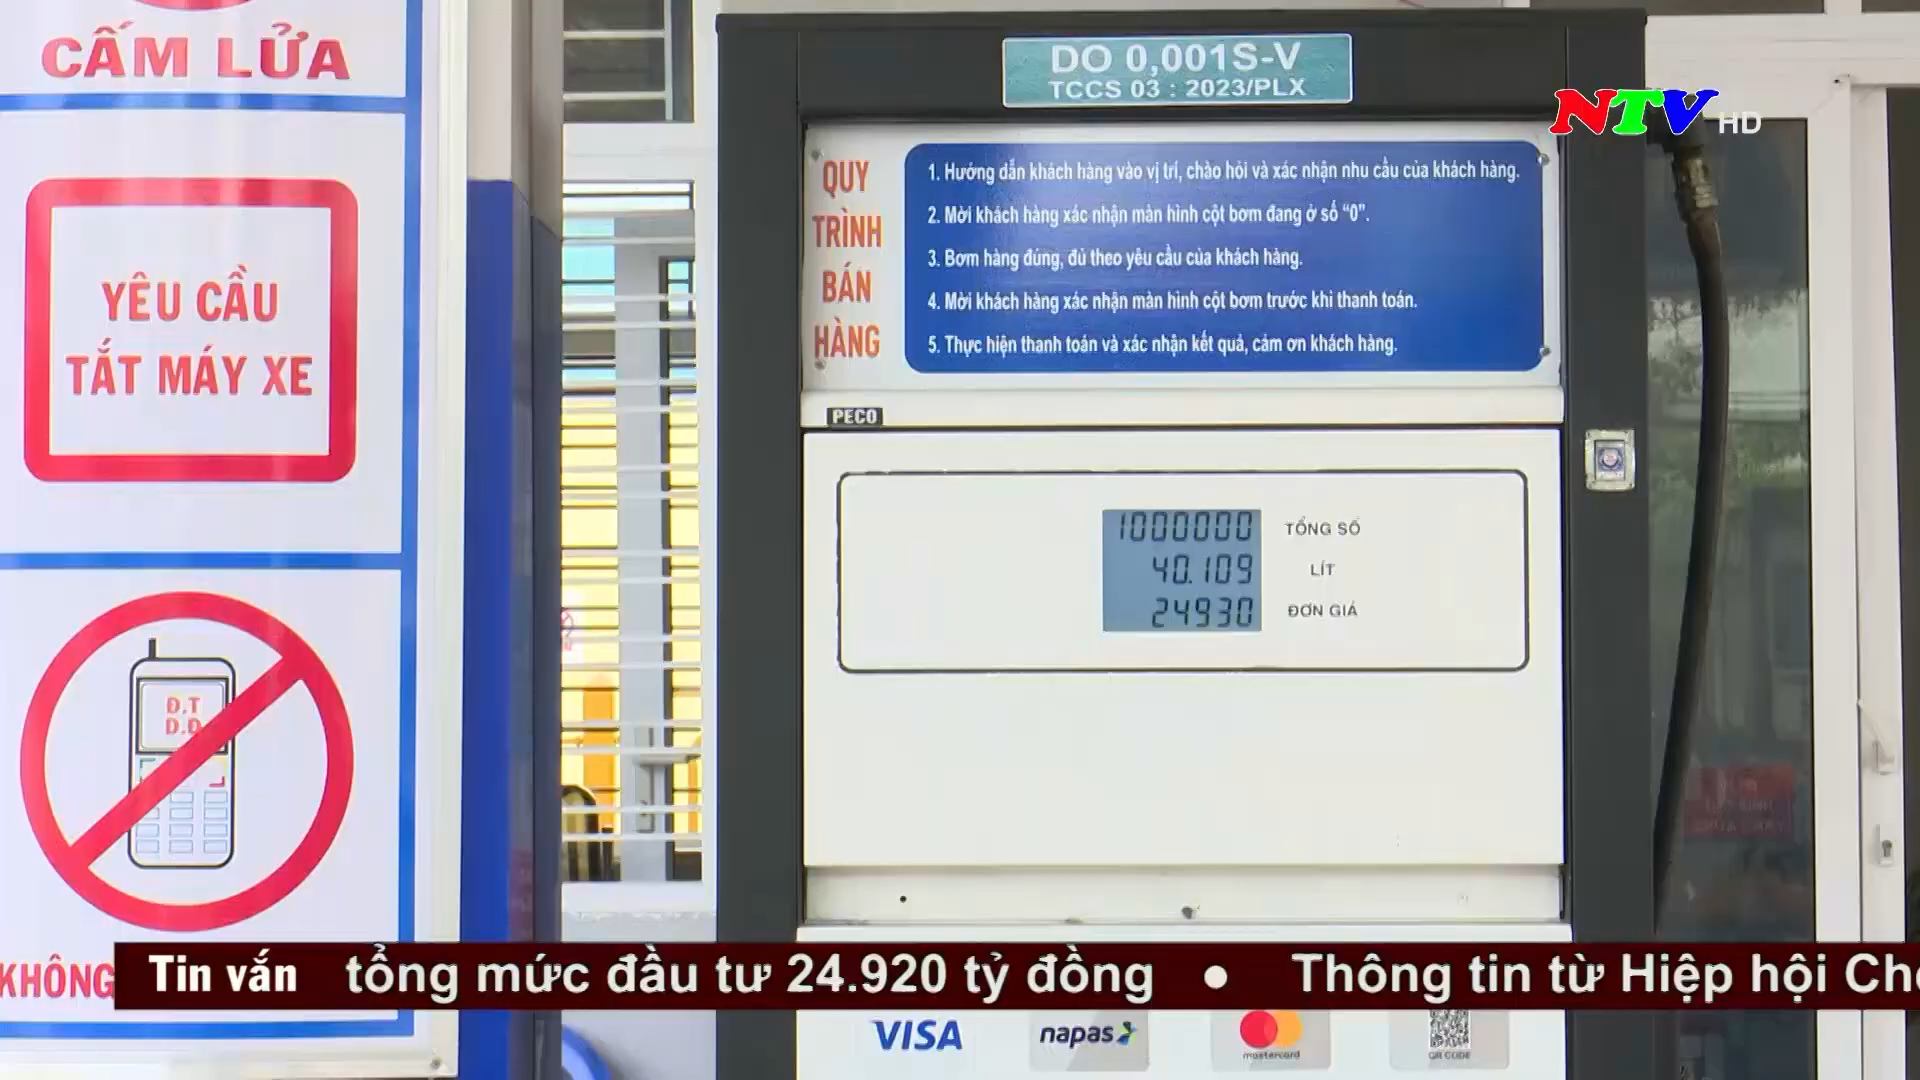 CẤM LỬA
YÊU CẦU
TẮT MÁY XE
Đ.T
D.Đ
KHÔNG
DO 0,001S-V
TCCS 03 : 2023/PLX
NTV HD
QUY
TRÌNH
BÁN
HÀNG
1. Hướng dẫn khách hàng vào vị trí, chào hỏi và xác nhận nhu cầu của khách hàng.
2. Mời khách hàng xác nhận màn hình cột bơm đang ở số “0”.
3. Bơm hàng đúng, đủ theo yêu cầu của khách hàng.
4. Mời khách hàng xác nhận màn hình cột bơm trước khi thanh toán.
5. Thực hiện thanh toán và xác nhận kết quả, cảm ơn khách hàng.
PECO
1000000 TỔNG SỐ
40.109 LÍT
24930 ĐƠN GIÁ
Tin vắn tổng mức đầu tư 24.920 tỷ đồng • Thông tin từ Hiệp hội
VISA
napas
mastercard
QR CODE